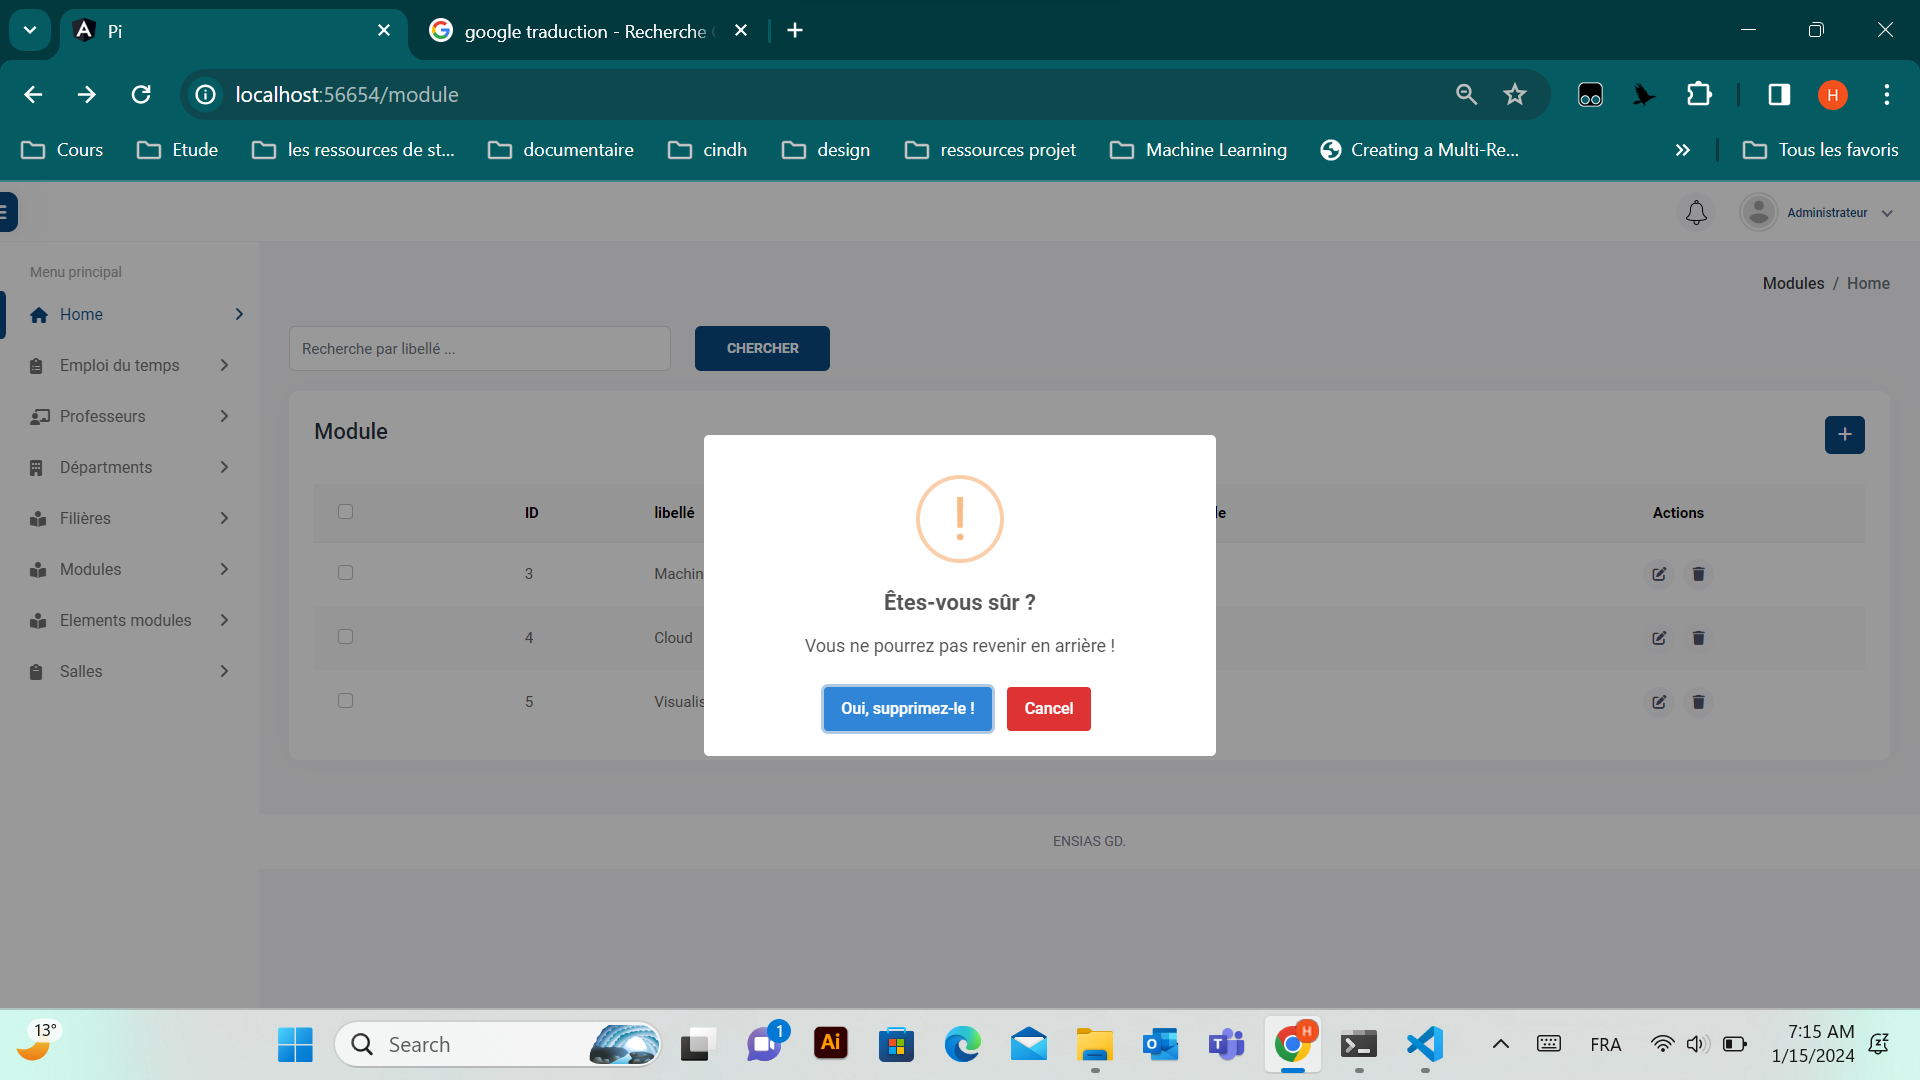 Pi
google traduction - Recherche
localhost:56654/module
H
Cours
Etude
les ressources de st...
documentaire
cindh
design
ressources projet
Machine Learning
Creating a Multi-Re...
Tous les favoris
Administrateur
Menu principal
Home
Emploi du temps
Professeurs
Départments
Filières
Modules
Elements modules
Salles
Modules / Home
Recherche par libellé ...
CHERCHER
Module
+
ID libellé le Actions
3 Machin
4 Cloud
5 Visualis
!
Êtes-vous sûr ?
Vous ne pourrez pas revenir en arrière !
Oui, supprimez-le !
Cancel
ENSIAS GD.
13°
Search
1
Ai
H
FRA
7:15 AM
1/15/2024